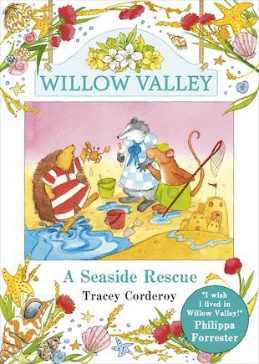 WILLOW VALLEY
A Seaside Rescue
Tracey Corderoy
"I wish
I lived in
Willow Valley!"
Philippa
Forrester